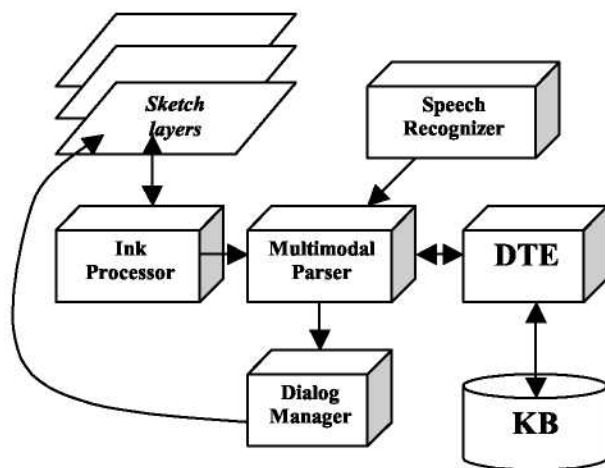 Sketch
layers
Speech
Recognizer
Ink
Processor
Multimodal
Parser
DTE
Dialog
Manager
KB